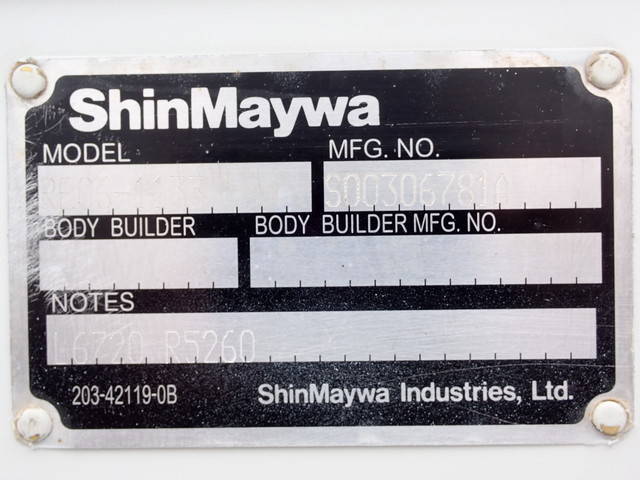 ShinMaywa
MODEL
MFG. NO.
S00306781A
BODY BUILDER
BODY BUILDER MFG. NO.
NOTES
L6720 R5260
203-42119-0B
ShinMaywa Industries, Ltd.